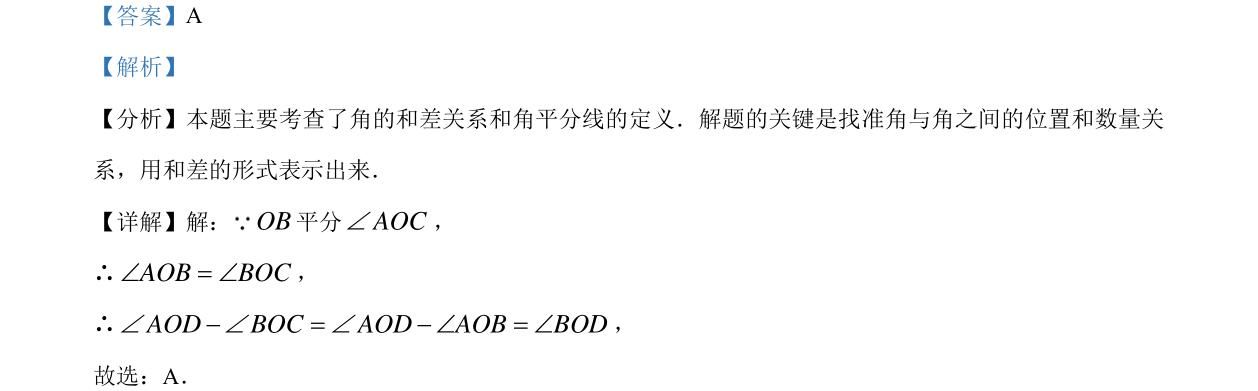 【答案】A
【解析】
【分析】本题主要考查了角的和差关系和角平分线的定义．解题的关键是找准角与角之间的位置和数量关
系，用和差的形式表示出来．
【详解】解：∵OB平分∠AOC，
∴∠AOB=∠BOC，
∴∠AOD−∠BOC=∠AOD−∠AOB=∠BOD，
故选：A．